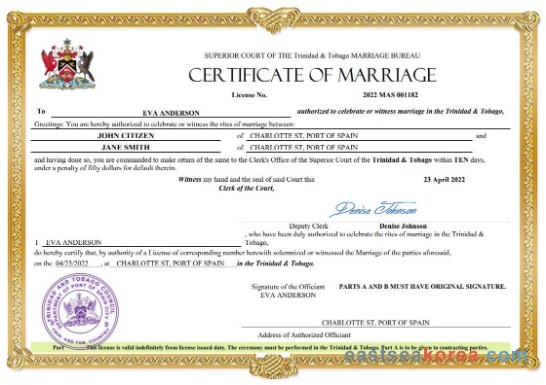 SUPERIOR COURT OF THE Trinidad & Tobago MARRIAGE BUREAU
CERTIFICATE OF MARRIAGE
License No. 2022 MAS 001182
To EVA ANDERSON authorized to celebrate or witness marriage in the Trinidad & Tobago,
Greetings: You are hereby authorized to celebrate or witness the rites of marriage between:
JOHN CITIZEN of CHARLOTTE ST, PORT OF SPAIN and
JANE SMITH of CHARLOTTE ST, PORT OF SPAIN
and having done so, you are commanded to make return of the same to the Clerk's Office of the Superior Court of the Trinidad & Tobago within TEN days,
under a penalty of fifty dollars for default therein.
Witness my hand and the seal of said Court this 23 April 2022
Clerk of the Court,
Denise Johnson
Deputy Clerk Denise Johnson
, who have been duly authorized to celebrate the rites of marriage in the Trinidad &
I EVA ANDERSON Tobago,
do hereby certify that, by authority of a License of corresponding number herewith solemnized or witnessed the Marriage of the parties aforesaid,
on the 04/23/2022 , at CHARLOTTE ST, PORT OF SPAIN in the Trinidad & Tobago.
Signature of the Officiant PARTS A AND B MUST HAVE ORIGINAL SIGNATURE.
EVA ANDERSON
TRINIDAD AND TOBAGO COUNCIL
CHARLOTTE ST, PORT OF SPAIN
Address of Authorized Officiant
Part This license is valid indefinitely from license issued date. The ceremony must be performed in the Trinidad & Tobago. Part A is to be given to contracting parties.
eastseakorea.com